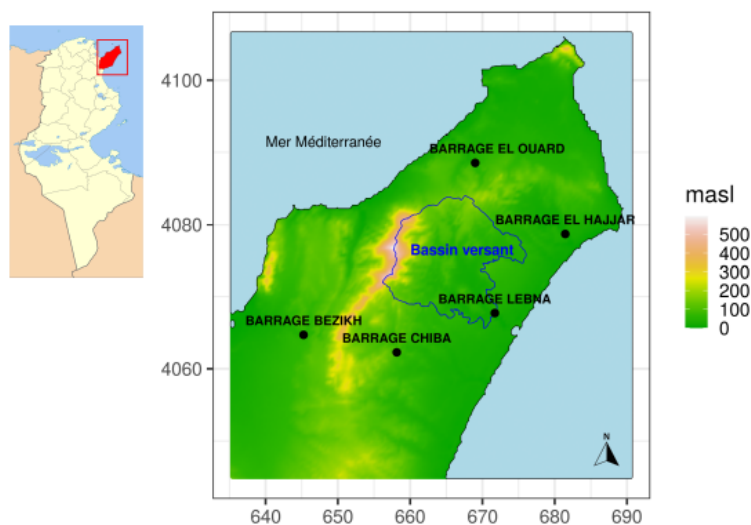 4100
4080
4060
640
650
660
670
680
690
Mer Méditerranée
BARRAGE EL OUARD
BARRAGE EL HAJJAR
Bassin versant
BARRAGE LEBNA
BARRAGE BEZIKH
BARRAGE CHIBA
N
masl
500
400
300
200
100
0